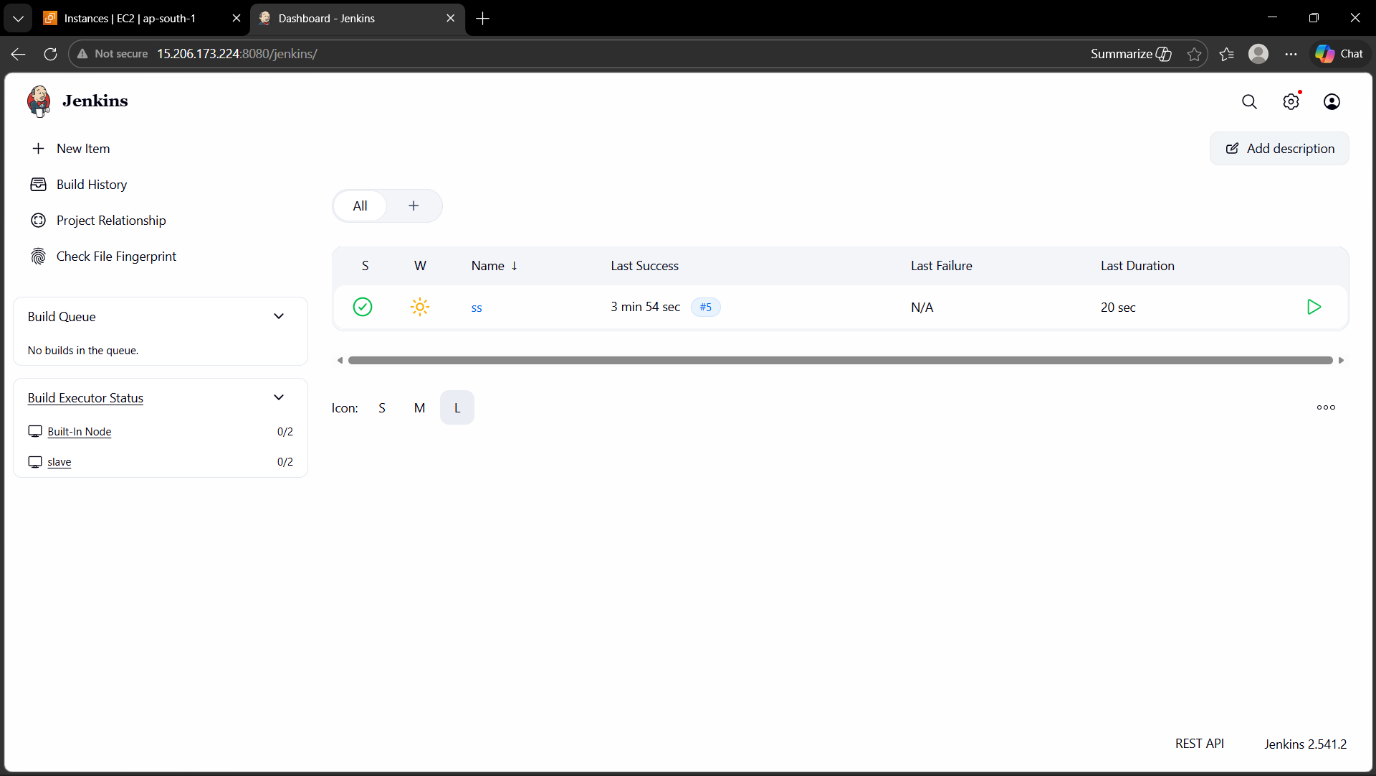 Instances | EC2 | ap-south-1
Dashboard - Jenkins
Not secure 15.206.173.224:8080/jenkins/
Summarize
Chat
Jenkins
New Item
Add description
Build History
All +
Project Relationship
Check File Fingerprint
S W Name ↓ Last Success Last Failure Last Duration
ss 3 min 54 sec #5 N/A 20 sec
Build Queue
No builds in the queue.
Build Executor Status
Built-In Node 0/2
slave 0/2
Icon: S M L
REST API Jenkins 2.541.2